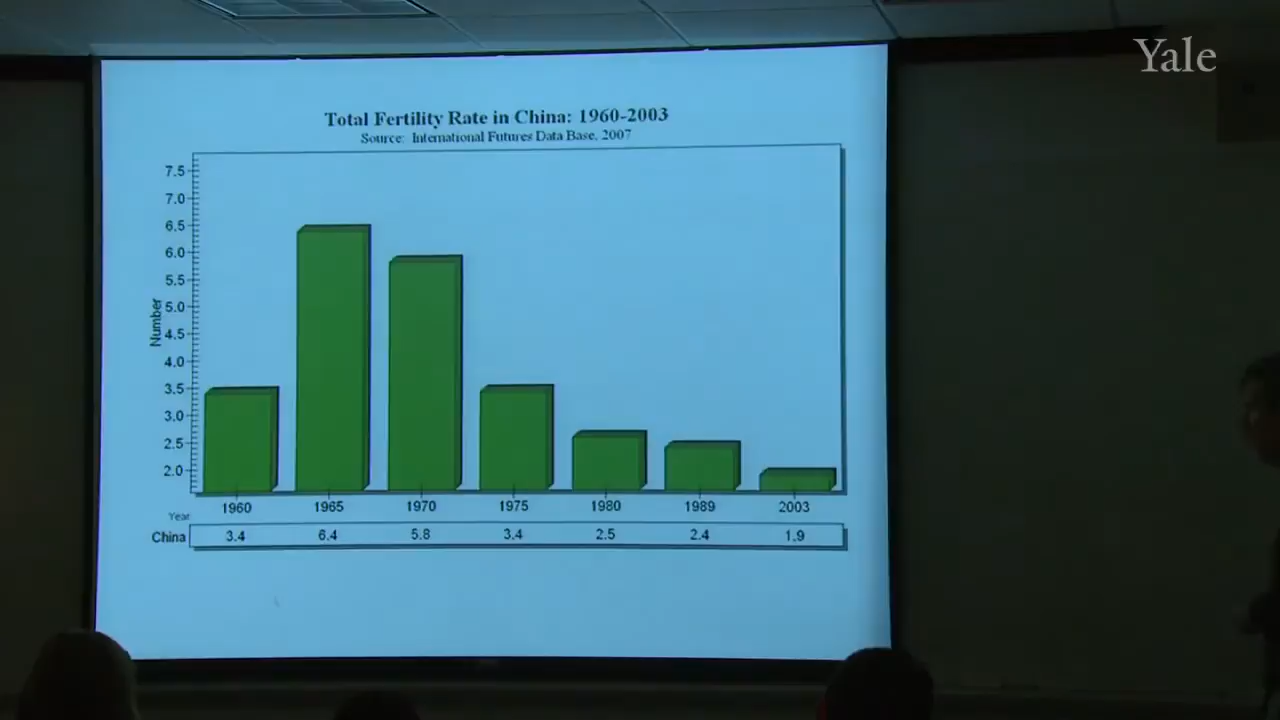 Yale
Total Fertility Rate in China: 1960-2003
Source: International Futures Data Base, 2007
Number
7.5
7.0
6.5
6.0
5.5
5.0
4.5
4.0
3.5
3.0
2.5
2.0
1960 1965 1970 1975 1980 1989 2003
Year
China 3.4 6.4 5.8 3.4 2.5 2.4 1.9